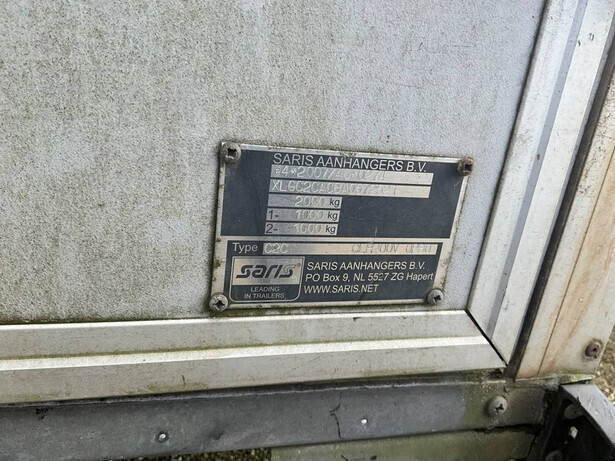 SARIS AANHANGERS B.V.
2000 kg
1- 1000 kg
2- 1000 kg
Type C2C
saris
LEADING
IN TRAILERS
SARIS AANHANGERS B.V.
PO Box 9, NL 5527 ZG Hapert
WWW.SARIS.NET